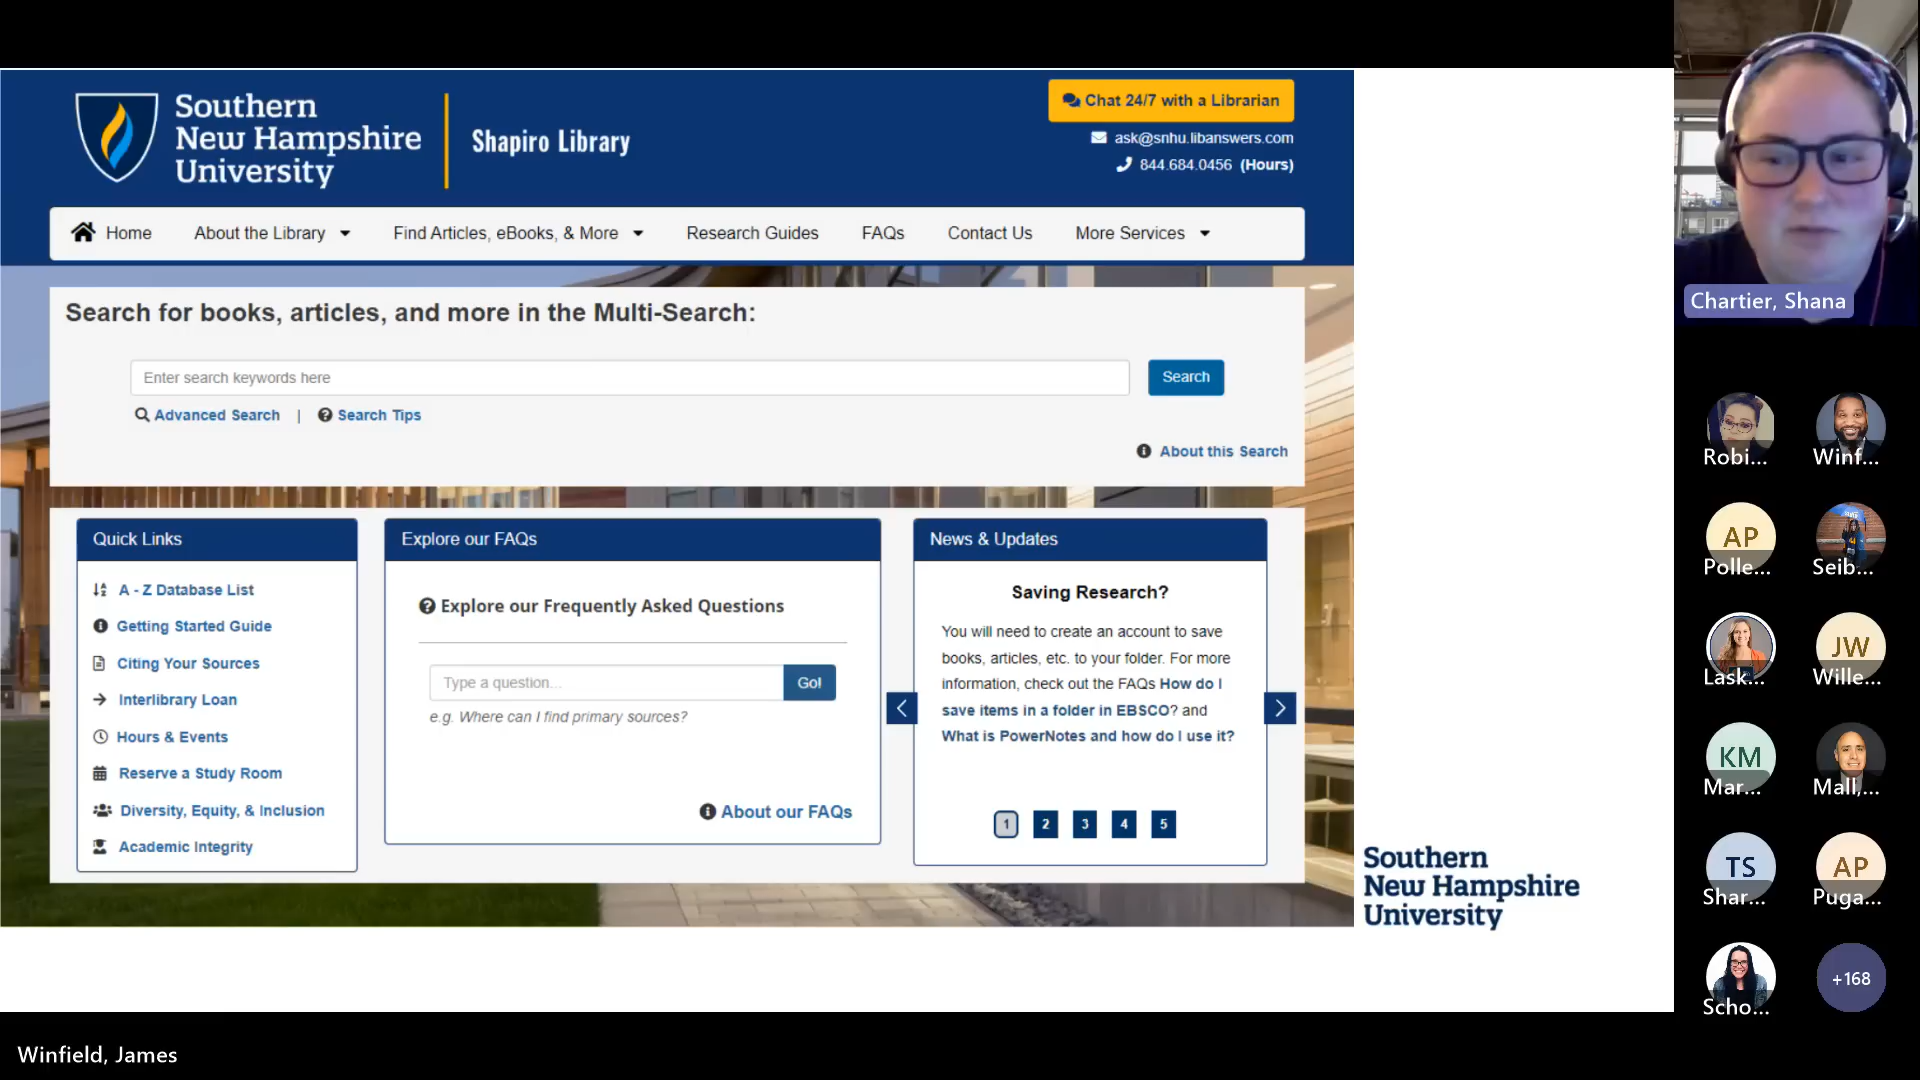 Southern
New Hampshire
University
Shapiro Library
Chat 24/7 with a Librarian
ask@snhu.libanswers.com
844.684.0456 (Hours)
Home
About the Library
Find Articles, eBooks, & More
Research Guides
FAQs
Contact Us
More Services
Search for books, articles, and more in the Multi-Search:
Enter search keywords here
Search
Advanced Search | Search Tips
About this Search
Quick Links
A - Z Database List
Getting Started Guide
Citing Your Sources
Interlibrary Loan
Hours & Events
Reserve a Study Room
Diversity, Equity, & Inclusion
Academic Integrity
Explore our FAQs
Explore our Frequently Asked Questions
Type a question...
Go!
e.g. Where can I find primary sources?
About our FAQs
News & Updates
Saving Research?
You will need to create an account to save
books, articles, etc. to your folder. For more
information, check out the FAQs How do I
save items in a folder in EBSCO? and
What is PowerNotes and how do I use it?
1 2 3 4 5
Southern
New Hampshire
University
Chartier, Shana
Robi...
Winf...
AP
Polle...
Seib...
Lask...
JW
Wille...
KM
Mar...
Mall,...
TS
Shar...
AP
Puga...
Scho...
+168
Winfield, James